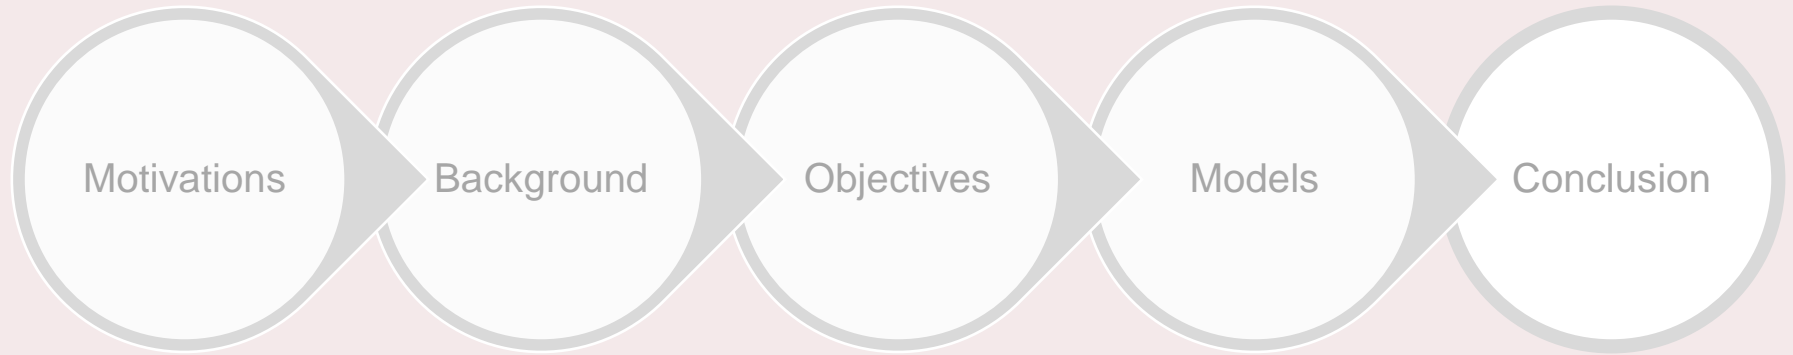 Motivations
Background
Objectives
Models
Conclusion